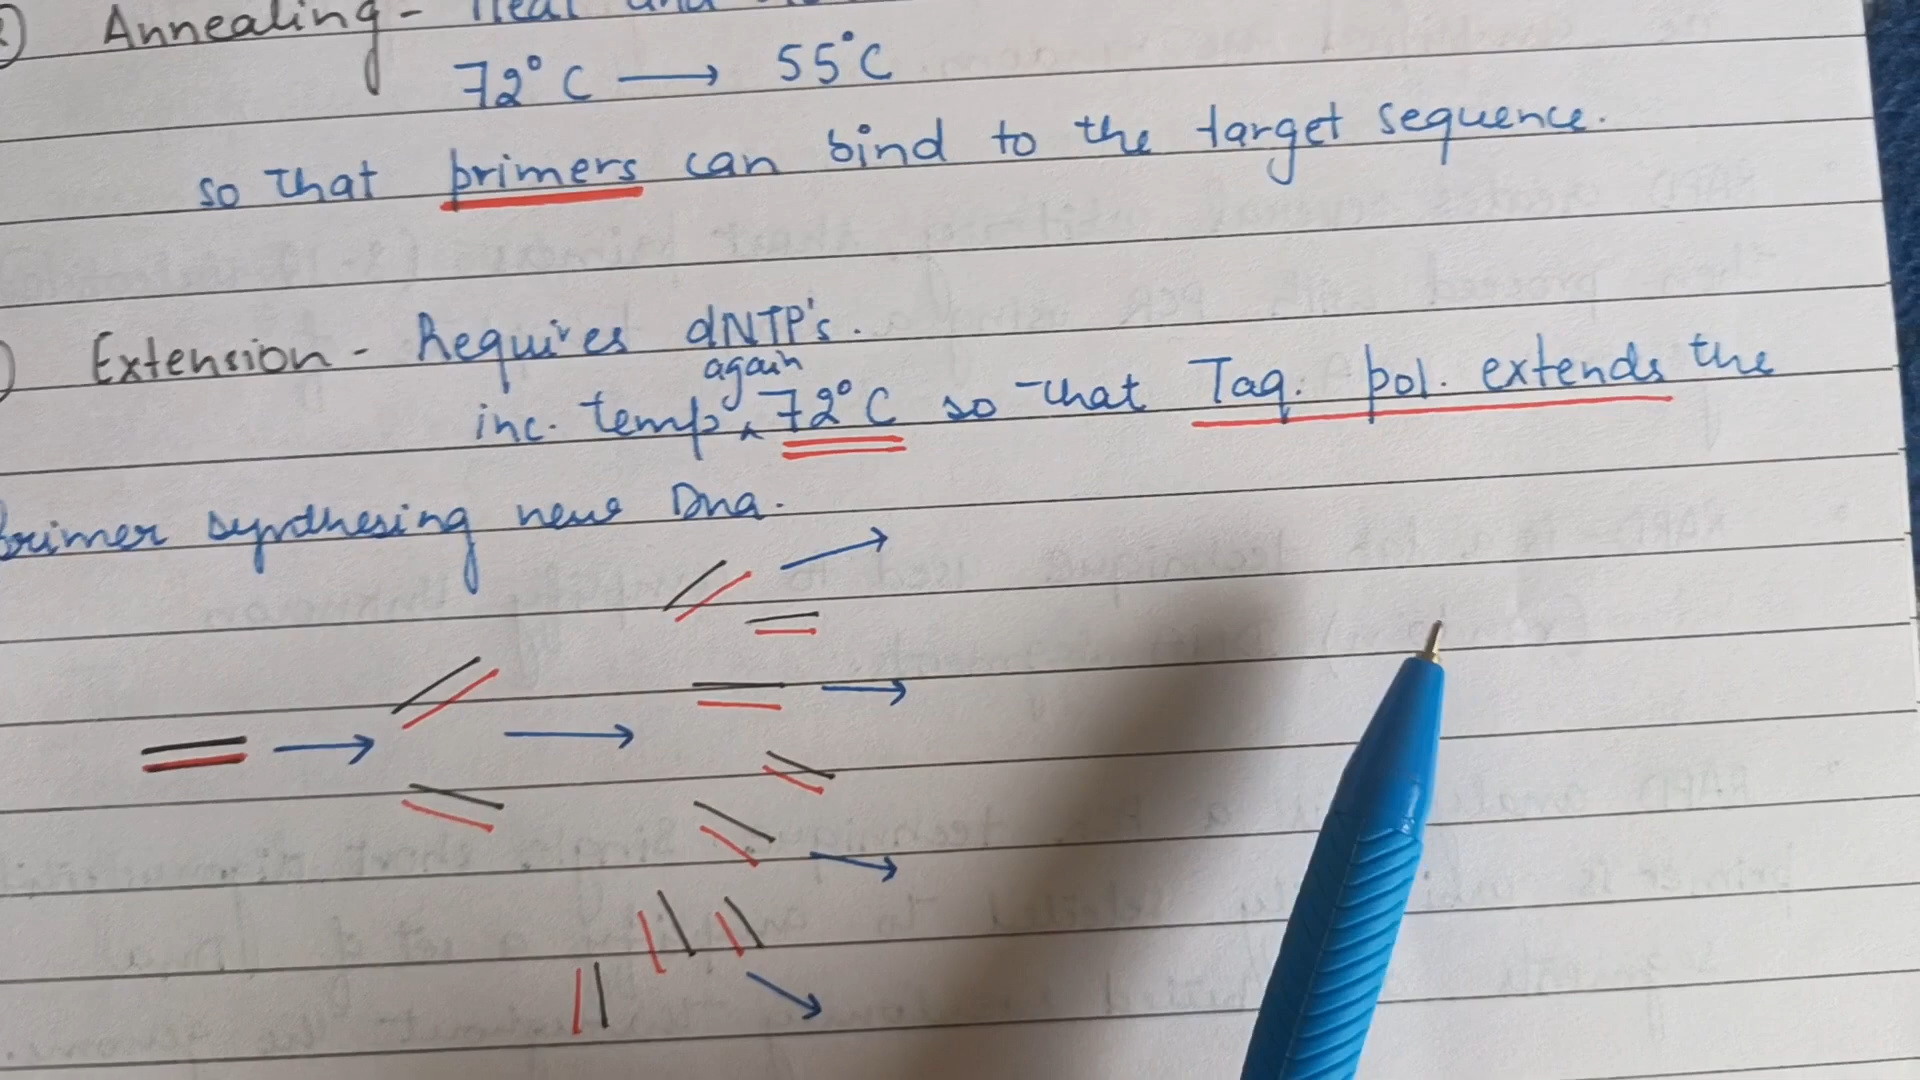 Annealing -
72°C → 55°C
so that primers can bind to the target sequence.
Extension - Requires dNTP's.
again
inc. temp ^ 72°C so that Taq. pol. extends the
primer synthesing new Dna.